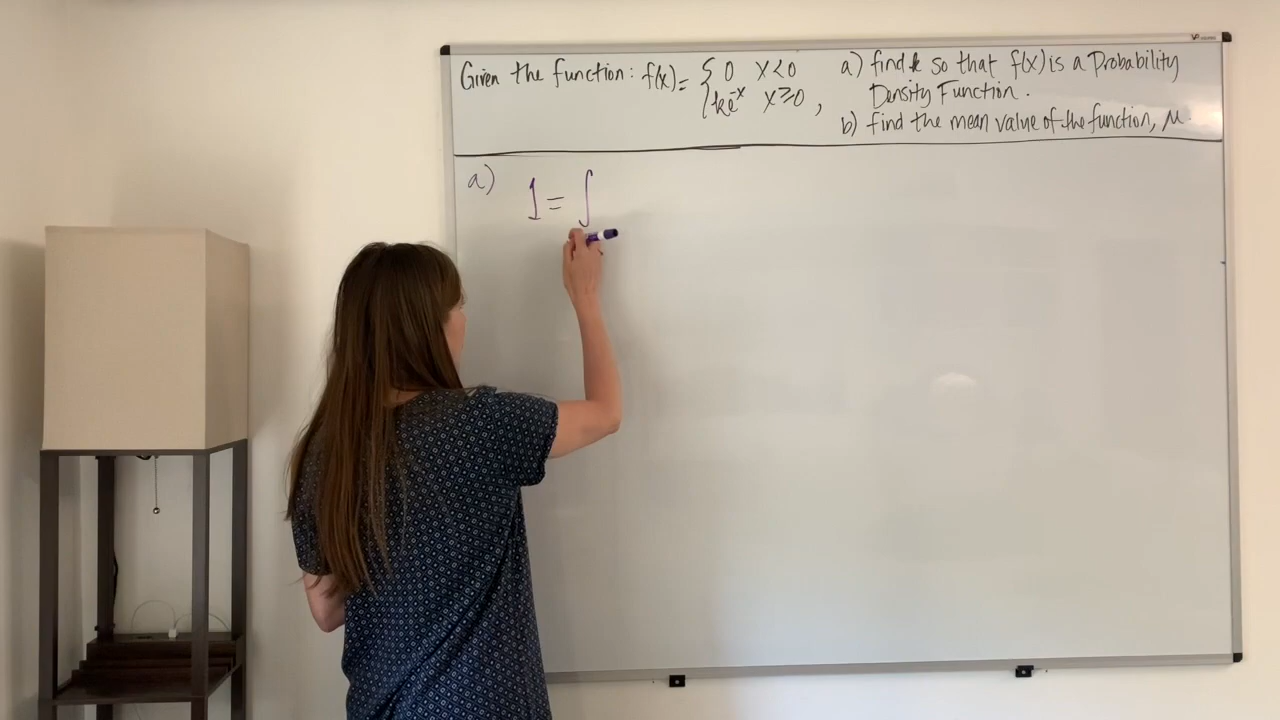 Given the function: f(x) = { 0 x<0
ke^-x x≥0 ,
a) find k so that f(x) is a Probability
Density Function.
b) find the mean value of the function, μ.
a) 1 = ∫